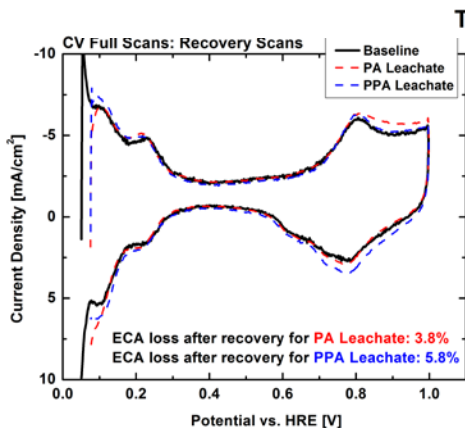 T
CV Full Scans: Recovery Scans
Baseline
PA Leachate
PPA Leachate
-10
-5
0
5
10
Current Density [mA/cm²]
ECA loss after recovery for PA Leachate: 3.8%
ECA loss after recovery for PPA Leachate: 5.8%
0.0 0.2 0.4 0.6 0.8 1.0
Potential vs. HRE [V]